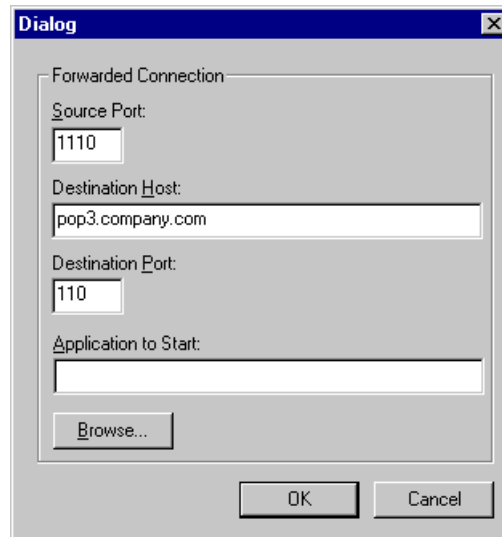 Dialog
Forwarded Connection
Source Port:
1110
Destination Host:
pop3.company.com
Destination Port:
110
Application to Start:
Browse...
OK Cancel